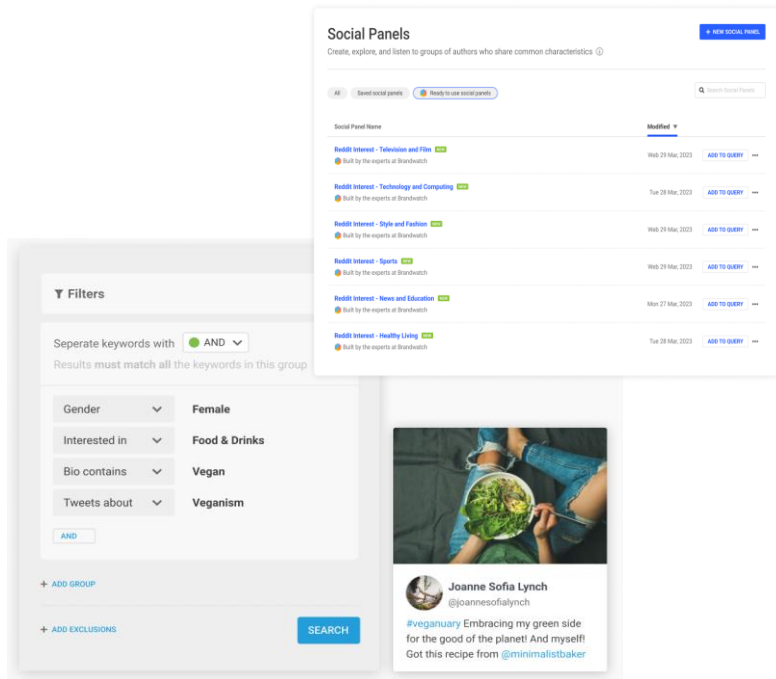 Social Panels
+ NEW SOCIAL PANEL
Create, explore, and listen to groups of authors who share common characteristics
All
Saved social panels
Ready to use social panels
Search Social Panels
Social Panel Name
Modified ▼
Reddit Interest - Television and Film NEW
Built by the experts at Brandwatch
Web 29 Mar, 2023
ADD TO QUERY
Reddit Interest - Technology and Computing NEW
Built by the experts at Brandwatch
Tue 28 Mar, 2023
ADD TO QUERY
Reddit Interest - Style and Fashion NEW
Built by the experts at Brandwatch
Web 29 Mar, 2023
ADD TO QUERY
Reddit Interest - Sports NEW
Built by the experts at Brandwatch
Web 29 Mar, 2023
ADD TO QUERY
Reddit Interest - News and Education NEW
Built by the experts at Brandwatch
Mon 27 Mar, 2023
ADD TO QUERY
Reddit Interest - Healthy Living NEW
Built by the experts at Brandwatch
Tue 28 Mar, 2023
ADD TO QUERY
Filters
Seperate keywords with AND
Results must match all the keywords in this group
Gender Female
Interested in Food & Drinks
Bio contains Vegan
Tweets about Veganism
AND
+ ADD GROUP
+ ADD EXCLUSIONS
SEARCH
Joanne Sofia Lynch
@joannesofialynch
#veganuary Embracing my green side
for the good of the planet! And myself!
Got this recipe from @minimalistbaker